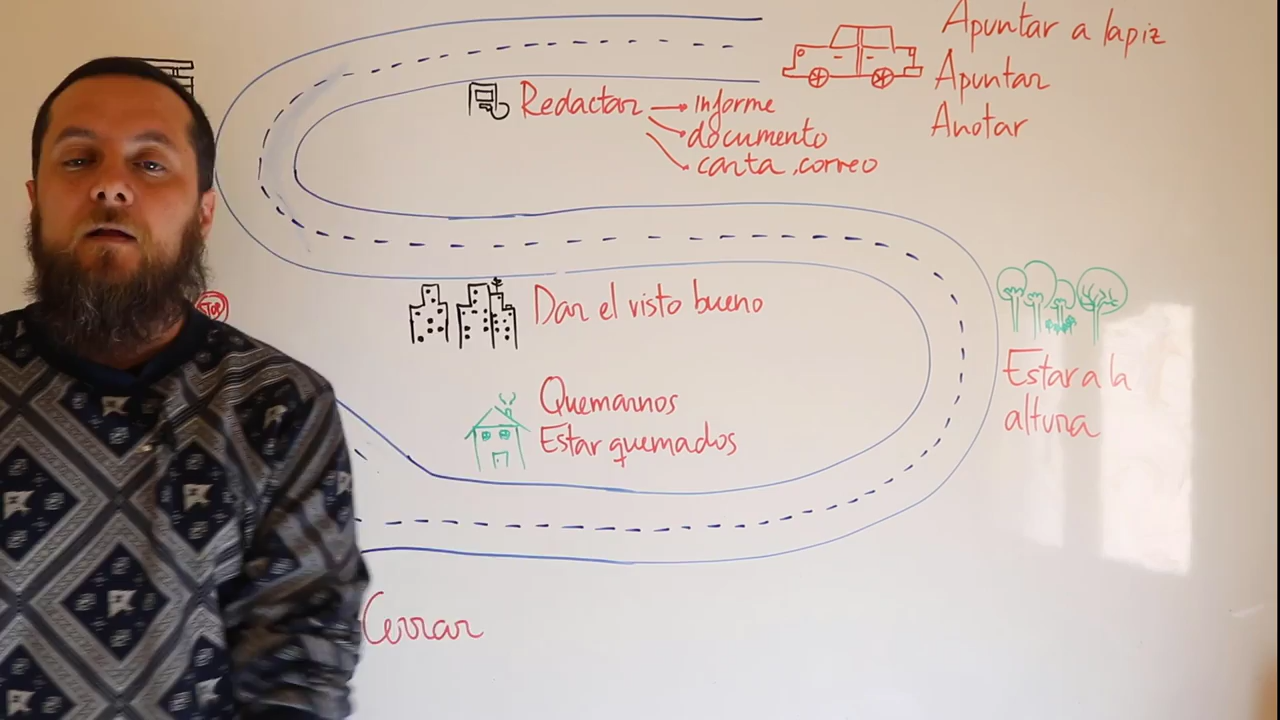 Apuntar a lapiz
Apuntar
Anotar
Redactar → informe
documento
carta, correo
Dar el visto bueno
STOP
Estar a la
altura
Quemarnos
Estar quemados
Cerrar